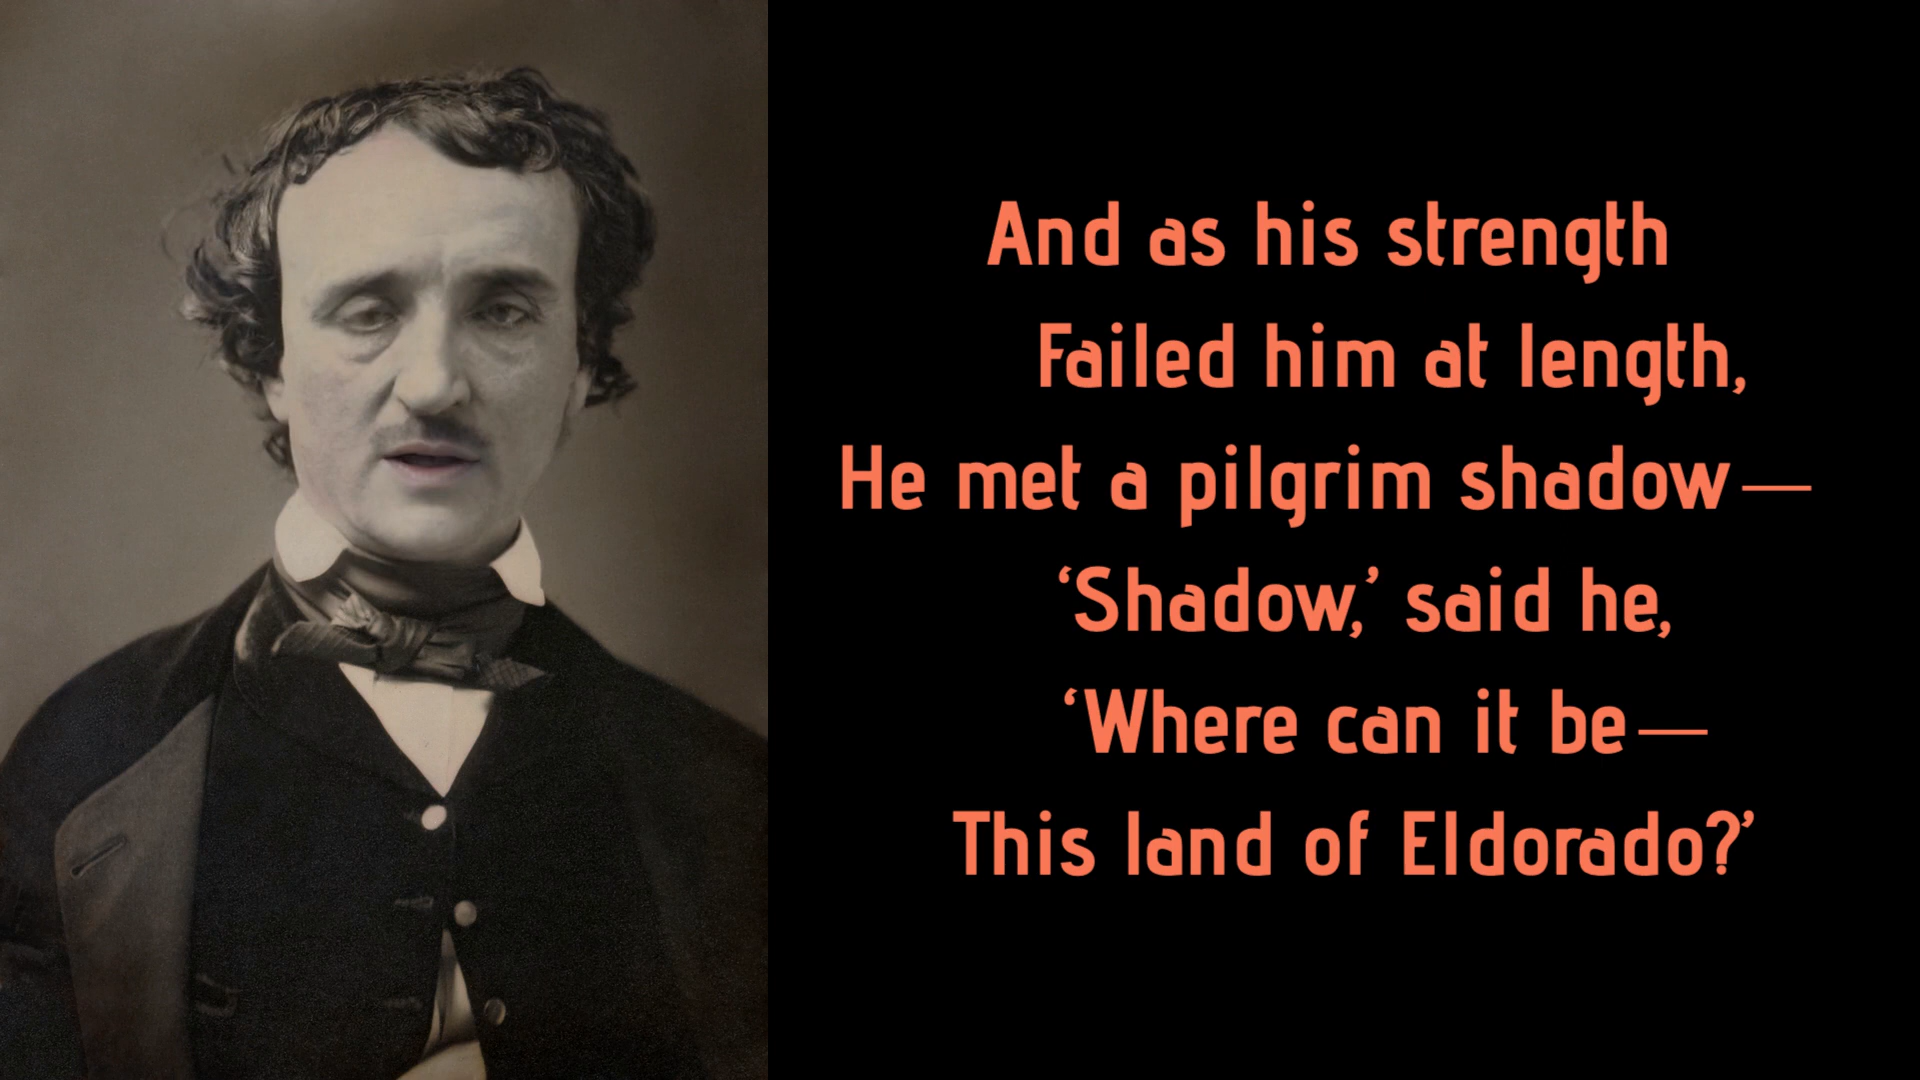 And as his strength
Failed him at length,
He met a pilgrim shadow—
‘Shadow,’ said he,
‘Where can it be—
This land of Eldorado?’